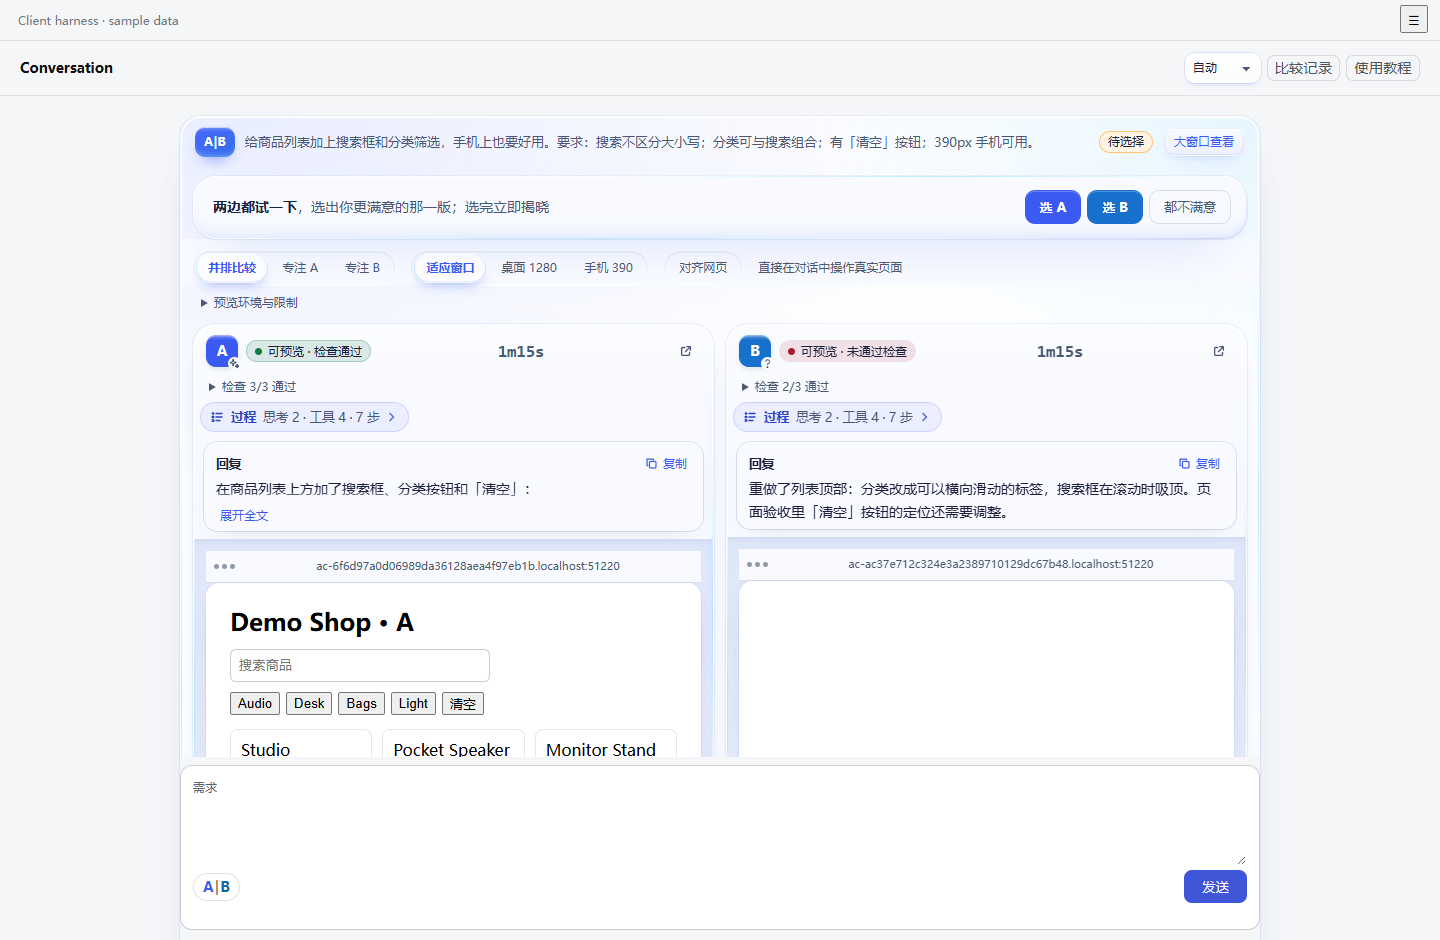 Client harness · sample data
☰
Conversation
自动
比较记录
使用教程
A|B
给商品列表加上搜索框和分类筛选，手机上也要好用。要求：搜索不区分大小写；分类可与搜索组合；有「清空」按钮；390px 手机可用。
待选择
大窗口查看
两边都试一下，选出你更满意的那一版；选完立即揭晓
选 A
选 B
都不满意
并排比较
专注 A
专注 B
适应窗口
桌面 1280
手机 390
对齐网页
直接在对话中操作真实页面
预览环境与限制
A
可预览 · 检查通过
1m15s
检查 3/3 通过
过程 思考 2 · 工具 4 · 7 步
回复
复制
在商品列表上方加了搜索框、分类按钮和「清空」：
展开全文
ac-6f6d97a0d06989da36128aea4f97eb1b.localhost:51220
Demo Shop • A
搜索商品
Audio
Desk
Bags
Light
清空
Studio
Pocket Speaker
Monitor Stand
B
?
可预览 · 未通过检查
1m15s
检查 2/3 通过
过程 思考 2 · 工具 4 · 7 步
回复
复制
重做了列表顶部：分类改成可以横向滑动的标签，搜索框在滚动时吸顶。页
面验收里「清空」按钮的定位还需要调整。
ac-ac37e712c324e3a2389710129dc67b48.localhost:51220
需求
A|B
发送